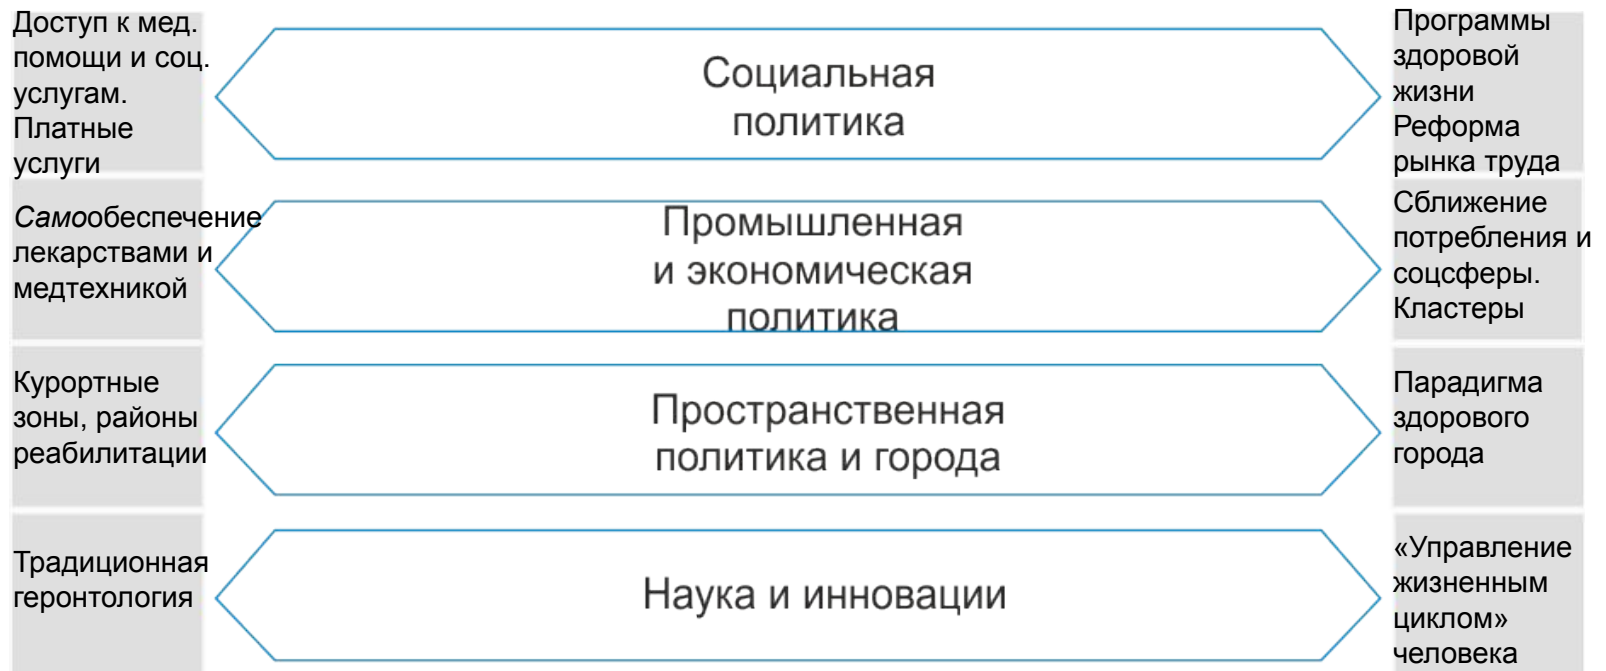 Доступ к мед.
помощи и соц.
услугам.
Платные
услуги
Социальная
политика
Программы
здоровой
жизни
Реформа
рынка труда
Самообеспечение
лекарствами и
медтехникой
Промышленная
и экономическая
политика
Сближение
потребления и
соцсферы.
Кластеры
Курортные
зоны, районы
реабилитации
Пространственная
политика и города
Парадигма
здорового
города
Традиционная
геронтология
Наука и инновации
«Управление
жизненным
циклом»
человека